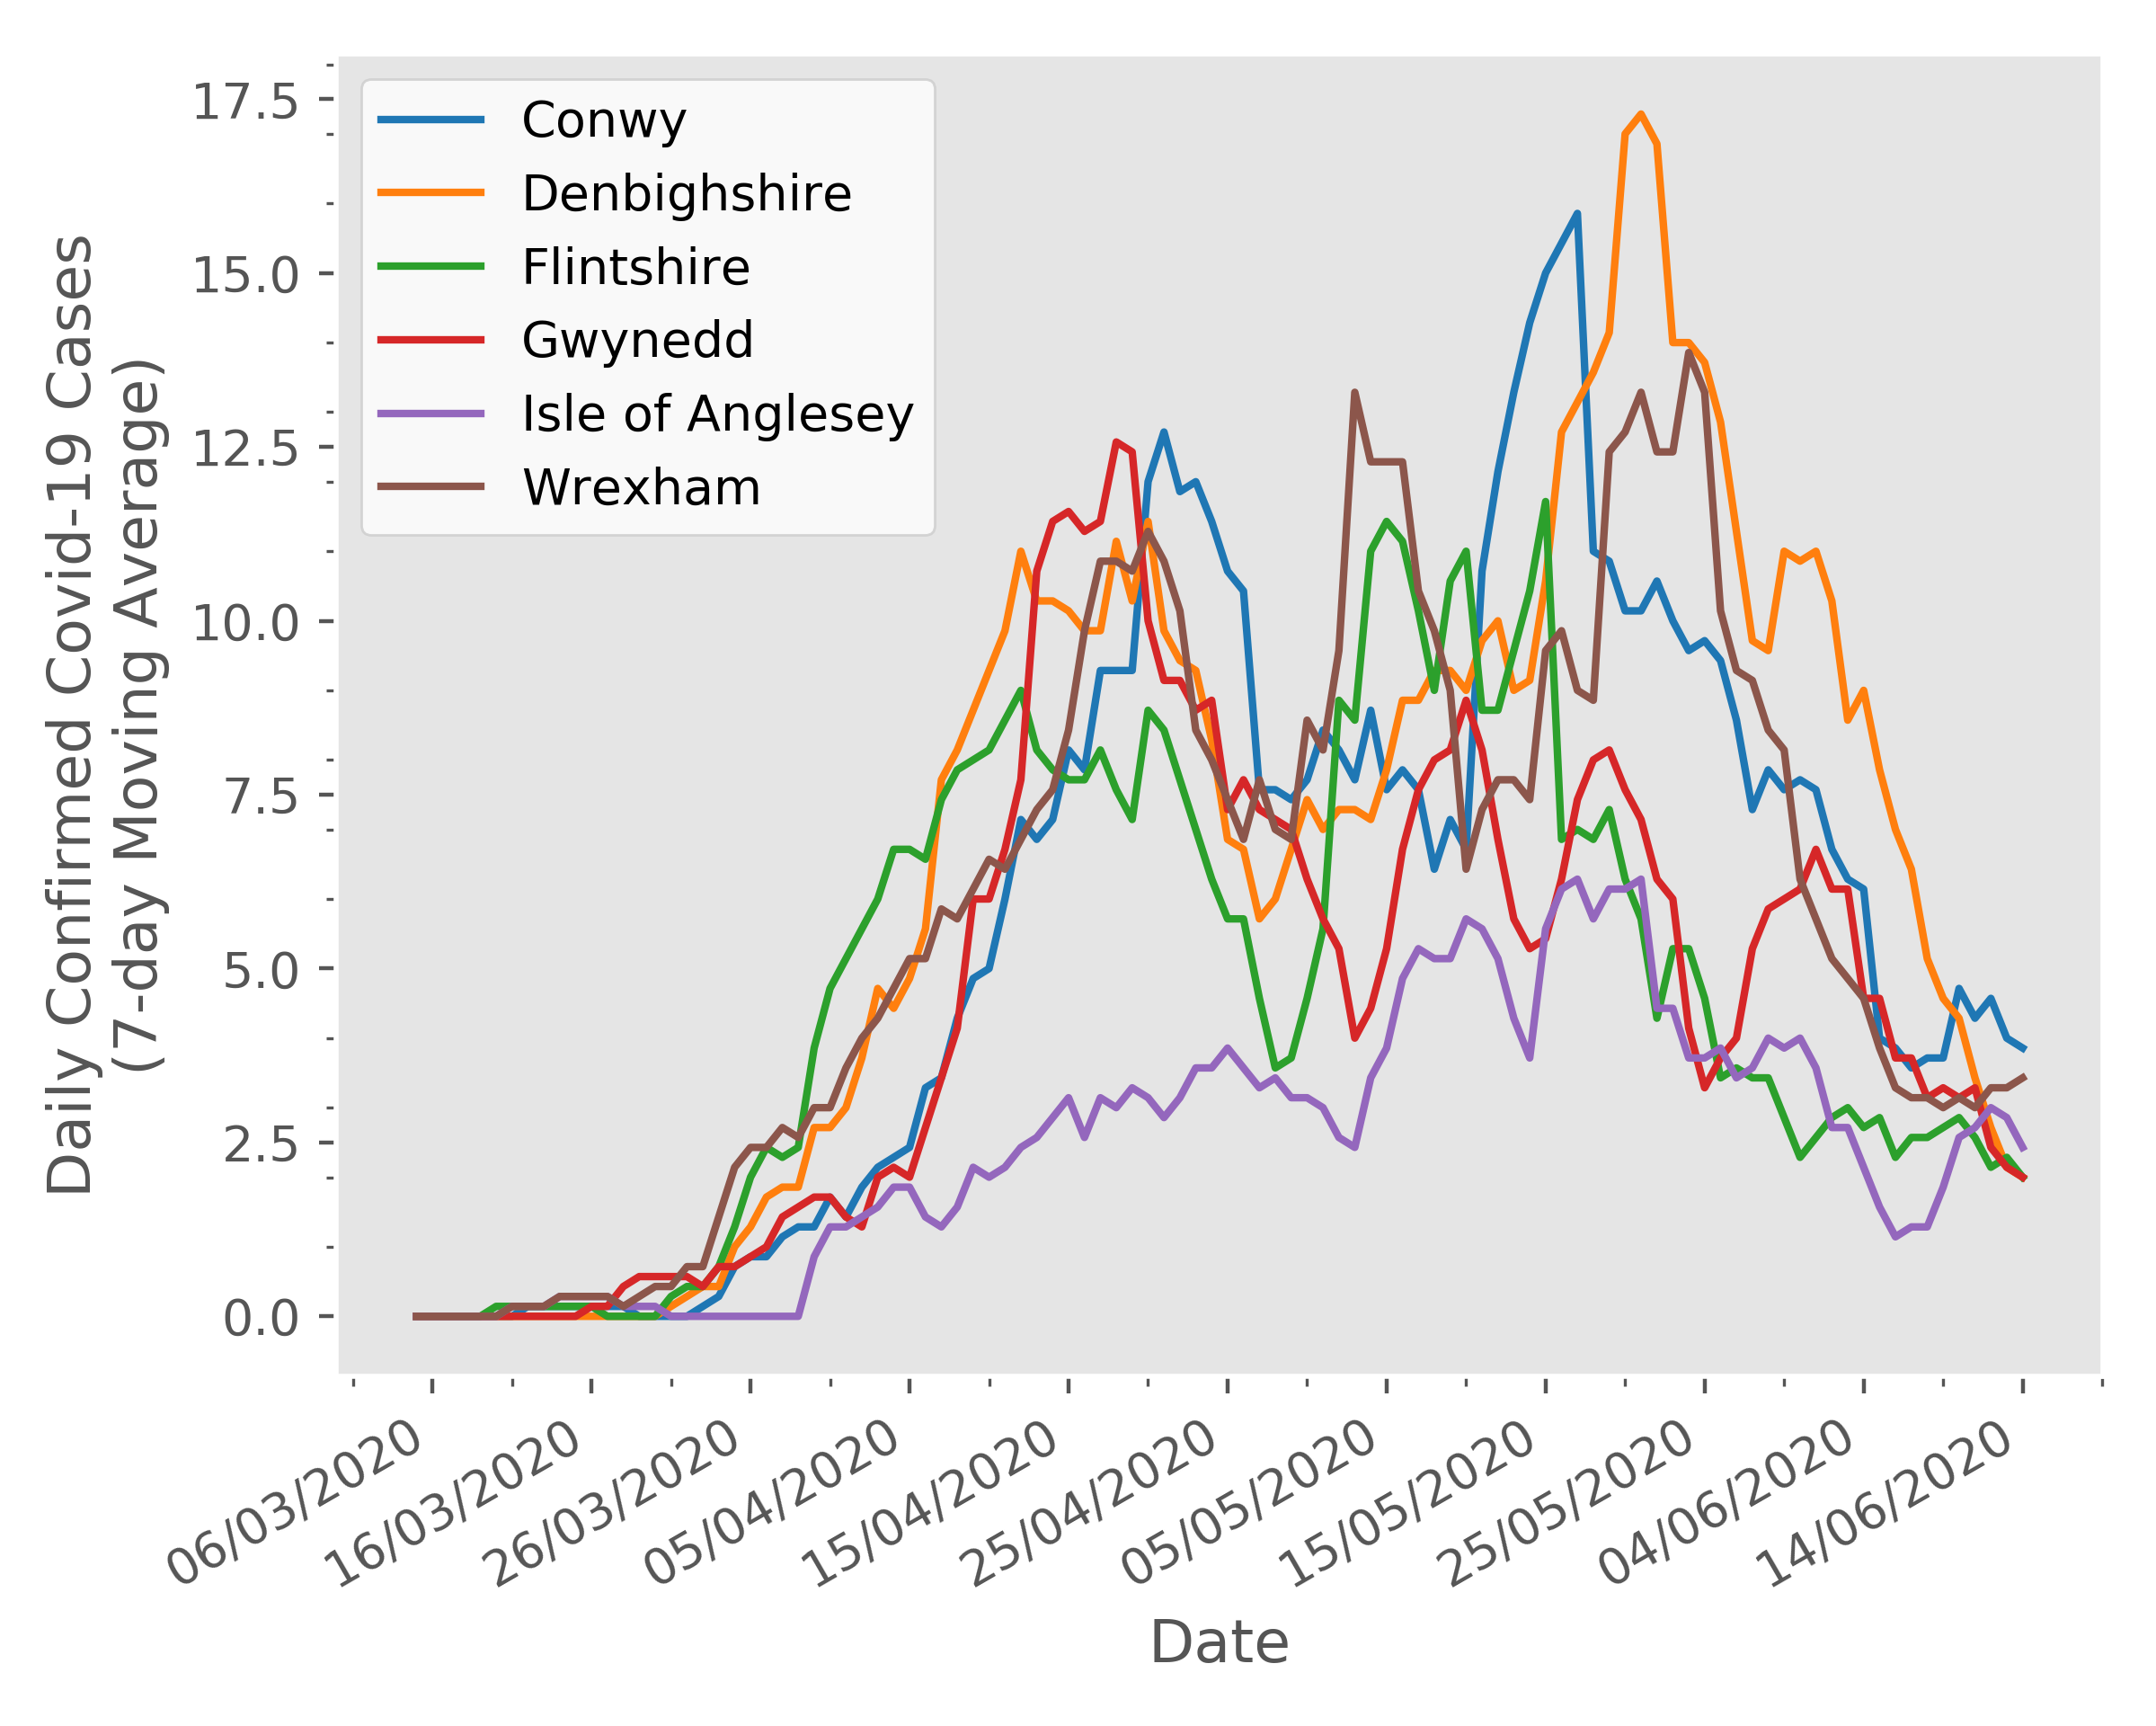 Daily Confirmed Covid-19 Cases
(7-day Moving Average)
17.5
15.0
12.5
10.0
7.5
5.0
2.5
0.0
Conwy
Denbighshire
Flintshire
Gwynedd
Isle of Anglesey
Wrexham
06/03/2020
16/03/2020
26/03/2020
05/04/2020
15/04/2020
25/04/2020
05/05/2020
15/05/2020
25/05/2020
04/06/2020
14/06/2020
Date